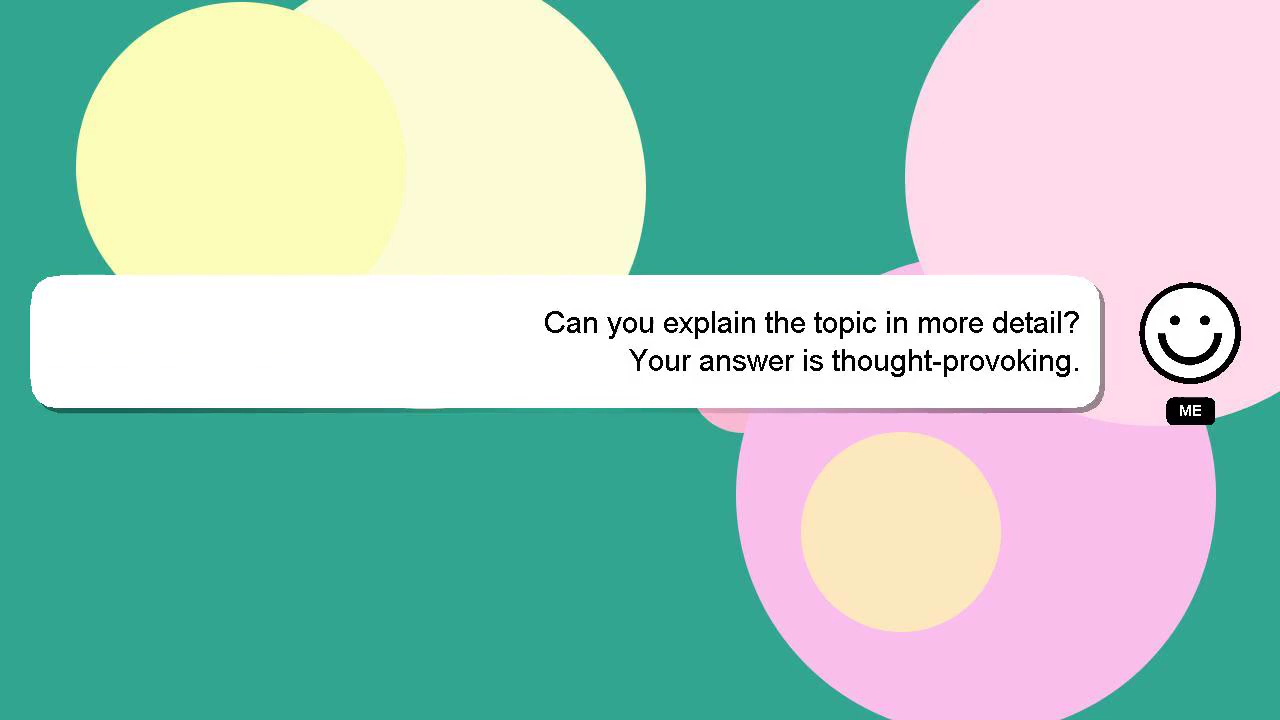 Can you explain the topic in more detail?
Your answer is thought-provoking.
ME